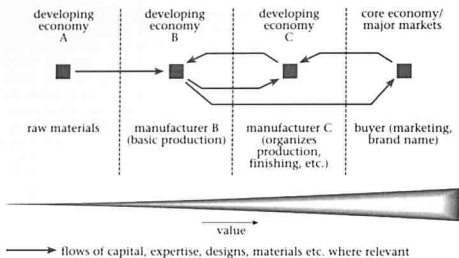 developing economy A
developing economy B
developing economy C
core economy/ major markets
raw materials
manufacturer B (basic production)
manufacturer C (organizes production, finishing, etc.)
buyer (marketing, brand name)
value
flows of capital, expertise, designs, materials etc. where relevant